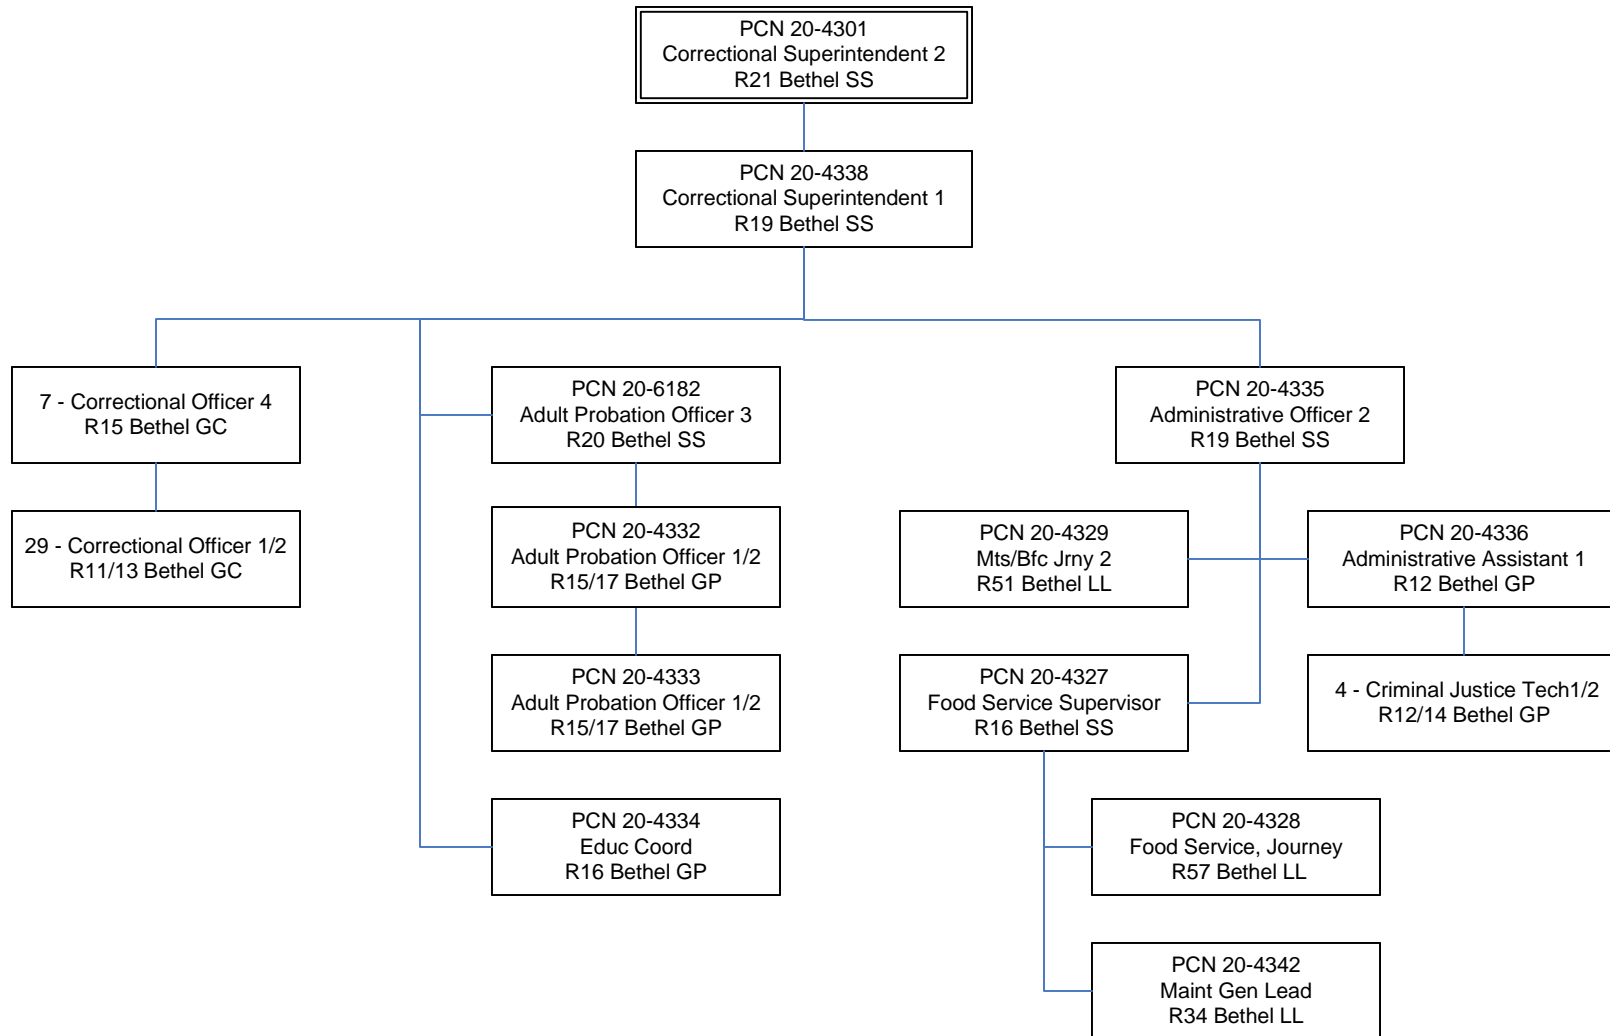 PCN 20-4301
Correctional Superintendent 2
R21 Bethel SS
PCN 20-4338
Correctional Superintendent 1
R19 Bethel SS
7 - Correctional Officer 4
R15 Bethel GC
29 - Correctional Officer 1/2
R11/13 Bethel GC
PCN 20-6182
Adult Probation Officer 3
R20 Bethel SS
PCN 20-4332
Adult Probation Officer 1/2
R15/17 Bethel GP
PCN 20-4333
Adult Probation Officer 1/2
R15/17 Bethel GP
PCN 20-4334
Educ Coord
R16 Bethel GP
PCN 20-4335
Administrative Officer 2
R19 Bethel SS
PCN 20-4329
Mts/Bfc Jrny 2
R51 Bethel LL
PCN 20-4336
Administrative Assistant 1
R12 Bethel GP
PCN 20-4327
Food Service Supervisor
R16 Bethel SS
4 - Criminal Justice Tech1/2
R12/14 Bethel GP
PCN 20-4328
Food Service, Journey
R57 Bethel LL
PCN 20-4342
Maint Gen Lead
R34 Bethel LL